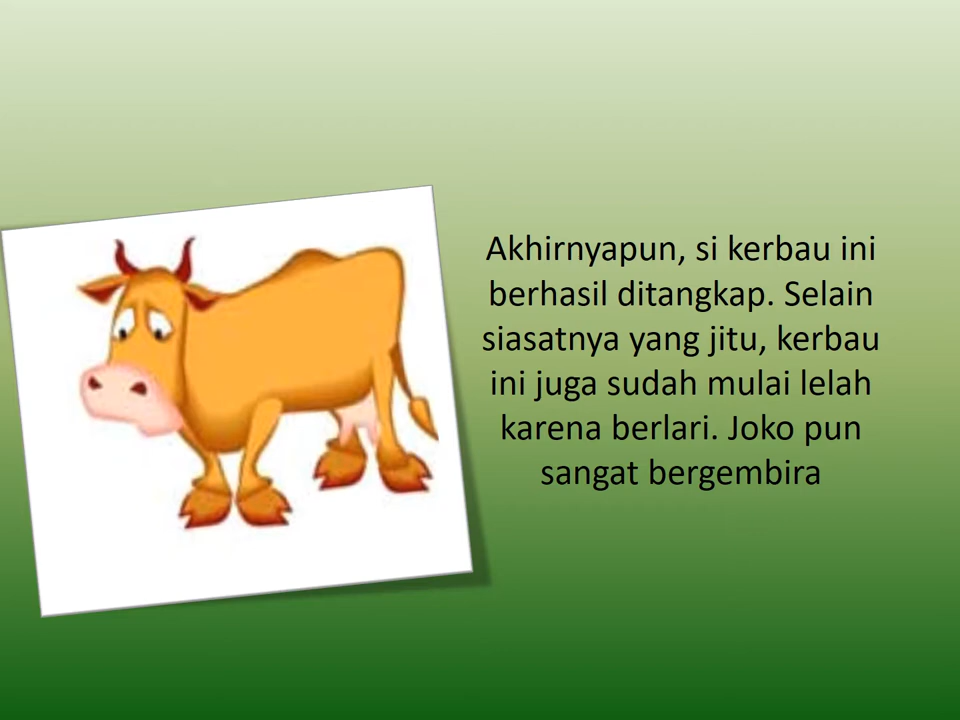 Akhirnyapun, si kerbau ini
berhasil ditangkap. Selain
siasatnya yang jitu, kerbau
ini juga sudah mulai lelah
karena berlari. Joko pun
sangat bergembira